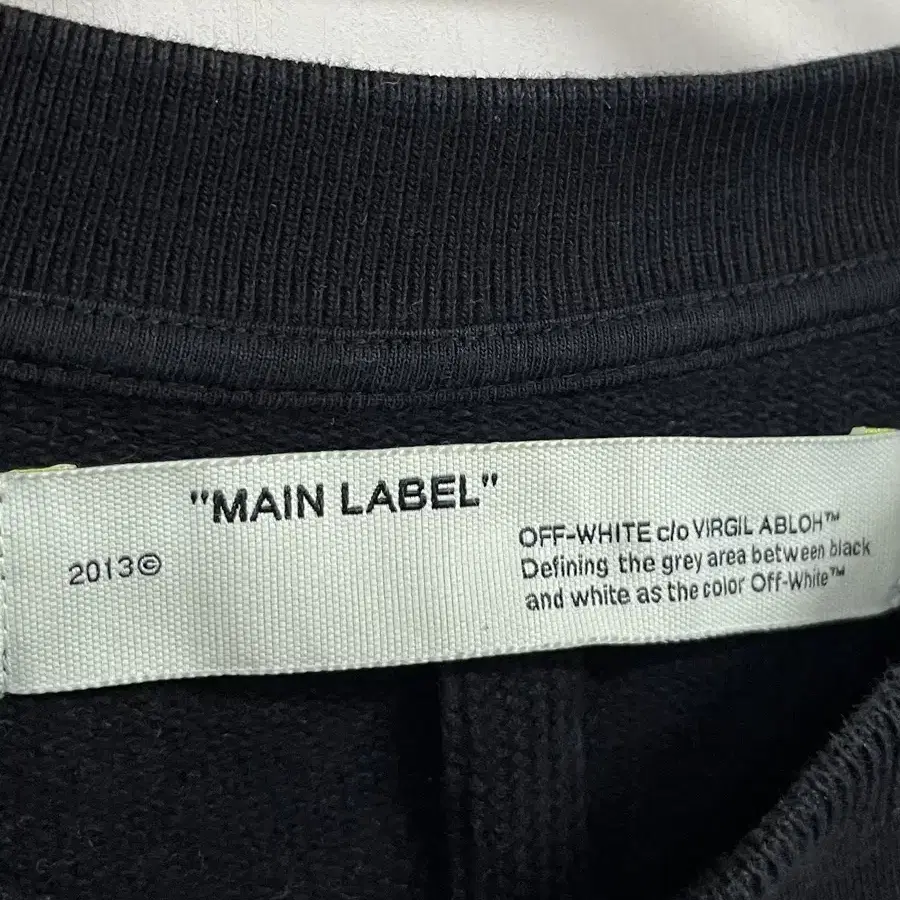 "MAIN LABEL"
2013©
OFF-WHITE c/o VIRGIL ABLOH™
Defining the grey area between black
and white as the color Off-White™